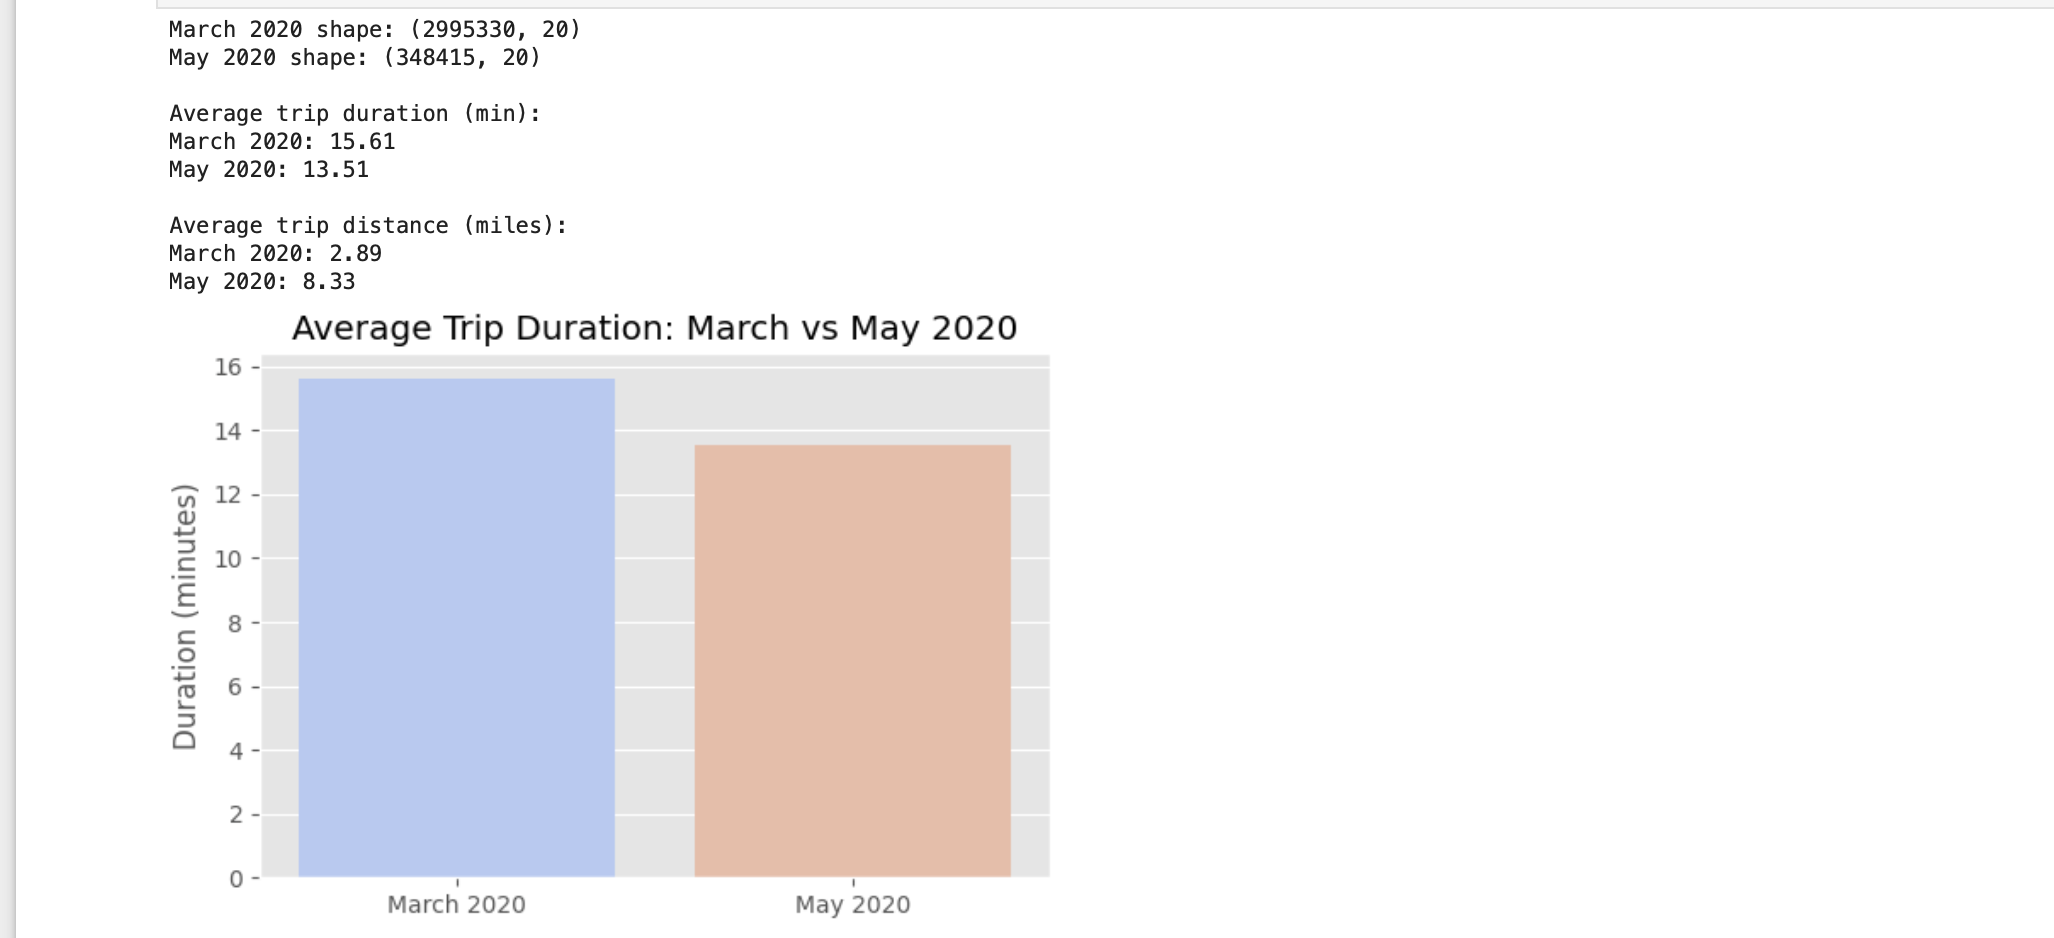 March 2020 shape: (2995330, 20)
May 2020 shape: (348415, 20)
Average trip duration (min):
March 2020: 15.61
May 2020: 13.51
Average trip distance (miles):
March 2020: 2.89
May 2020: 8.33
Average Trip Duration: March vs May 2020
Duration (minutes)
16
14
12
10
8
6
4
2
0
March 2020 May 2020